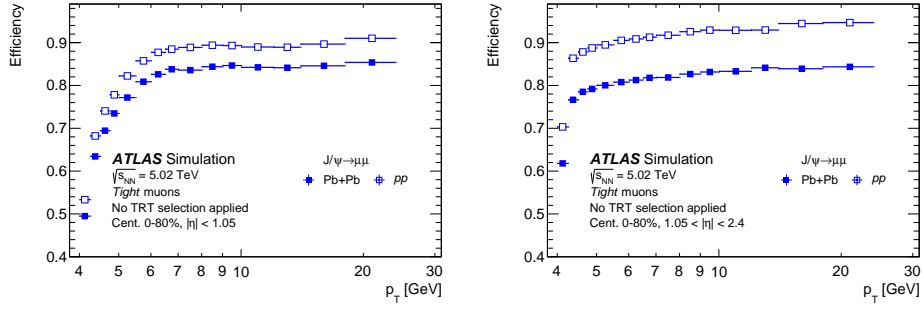 Efficiency
0.9
0.8
0.7
0.6
0.5
0.4
ATLAS Simulation
√s_NN = 5.02 TeV
Tight muons
No TRT selection applied
Cent. 0-80%, |η| < 1.05
J/ψ→μμ
Pb+Pb pp
4 5 6 7 8 9 10 20 30
p_T [GeV]
Efficiency
0.9
0.8
0.7
0.6
0.5
0.4
ATLAS Simulation
√s_NN = 5.02 TeV
Tight muons
No TRT selection applied
Cent. 0-80%, 1.05 < |η| < 2.4
J/ψ→μμ
Pb+Pb pp
4 5 6 7 8 9 10 20 30
p_T [GeV]